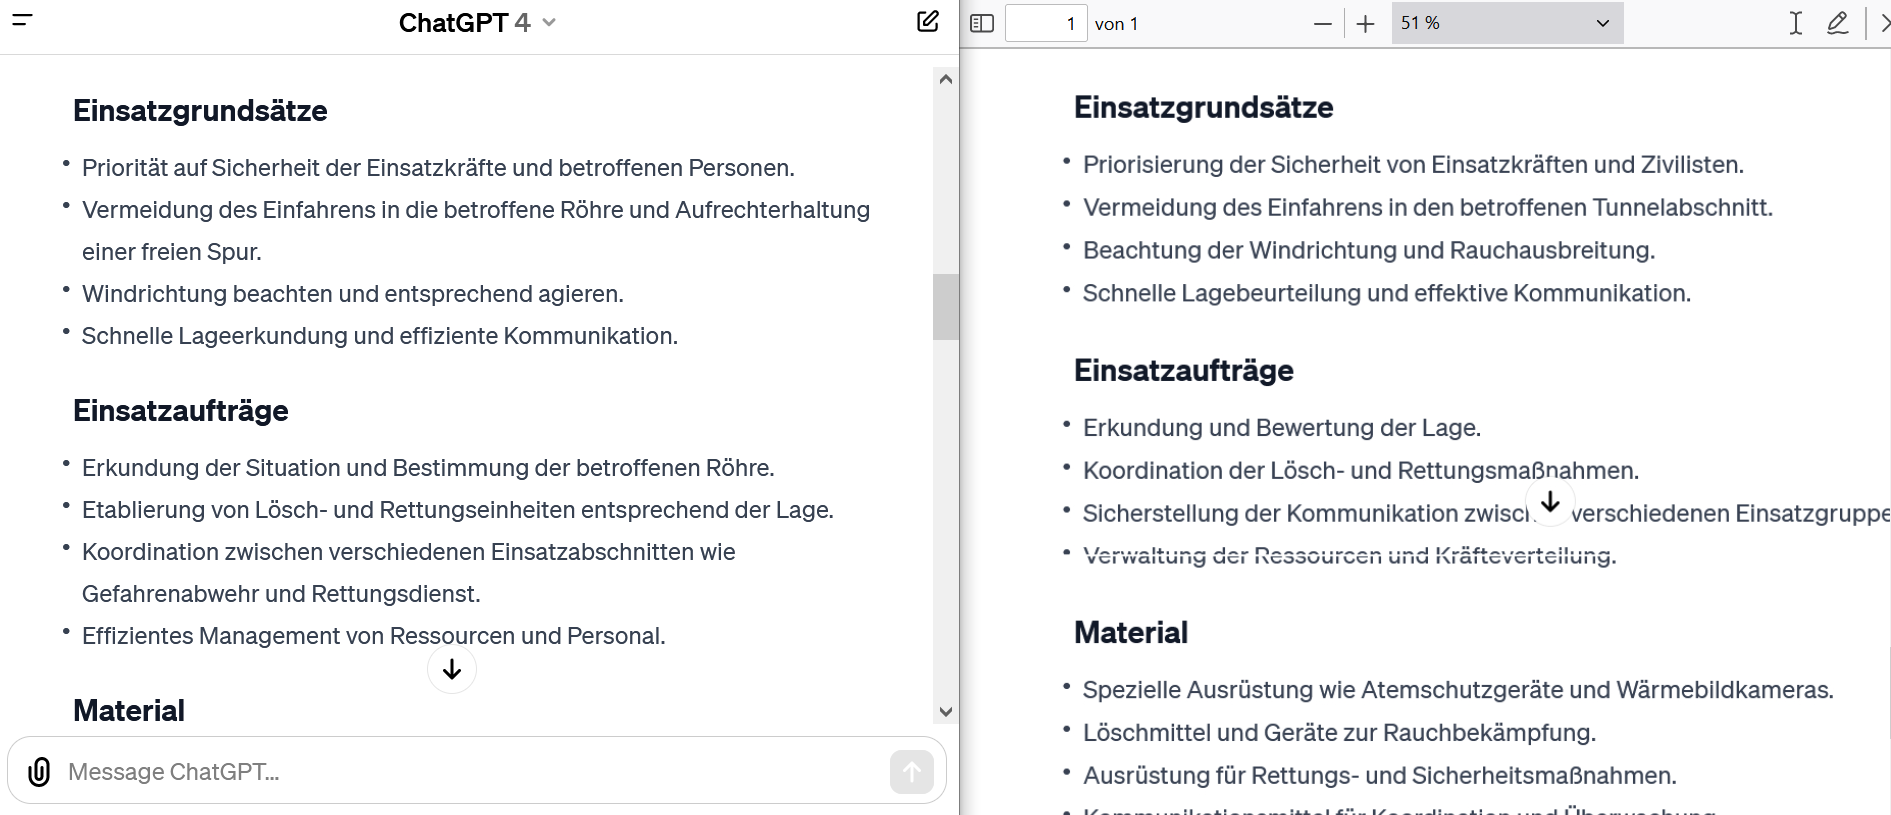 ChatGPT 4
Einsatzgrundsätze
• Priorität auf Sicherheit der Einsatzkräfte und betroffenen Personen.
• Vermeidung des Einfahrens in die betroffene Röhre und Aufrechterhaltung
einer freien Spur.
• Windrichtung beachten und entsprechend agieren.
• Schnelle Lageerkundung und effiziente Kommunikation.
Einsatzaufträge
• Erkundung der Situation und Bestimmung der betroffenen Röhre.
• Etablierung von Lösch- und Rettungseinheiten entsprechend der Lage.
• Koordination zwischen verschiedenen Einsatzabschnitten wie
Gefahrenabwehr und Rettungsdienst.
• Effizientes Management von Ressourcen und Personal.
Material
Message ChatGPT...
1 von 1
51 %
Einsatzgrundsätze
• Priorisierung der Sicherheit von Einsatzkräften und Zivilisten.
• Vermeidung des Einfahrens in den betroffenen Tunnelabschnitt.
• Beachtung der Windrichtung und Rauchausbreitung.
• Schnelle Lagebeurteilung und effektive Kommunikation.
Einsatzaufträge
• Erkundung und Bewertung der Lage.
• Koordination der Lösch- und Rettungsmaßnahmen.
• Sicherstellung der Kommunikation verschiedenen Einsatzgruppe
• Verwaltung der Ressourcen und Kräfteverteilung.
Material
• Spezielle Ausrüstung wie Atemschutzgeräte und Wärmebildkameras.
• Löschmittel und Geräte zur Rauchbekämpfung.
• Ausrüstung für Rettungs- und Sicherheitsmaßnahmen.
• Kommunikationsmittel für Koordination und Überwachung.